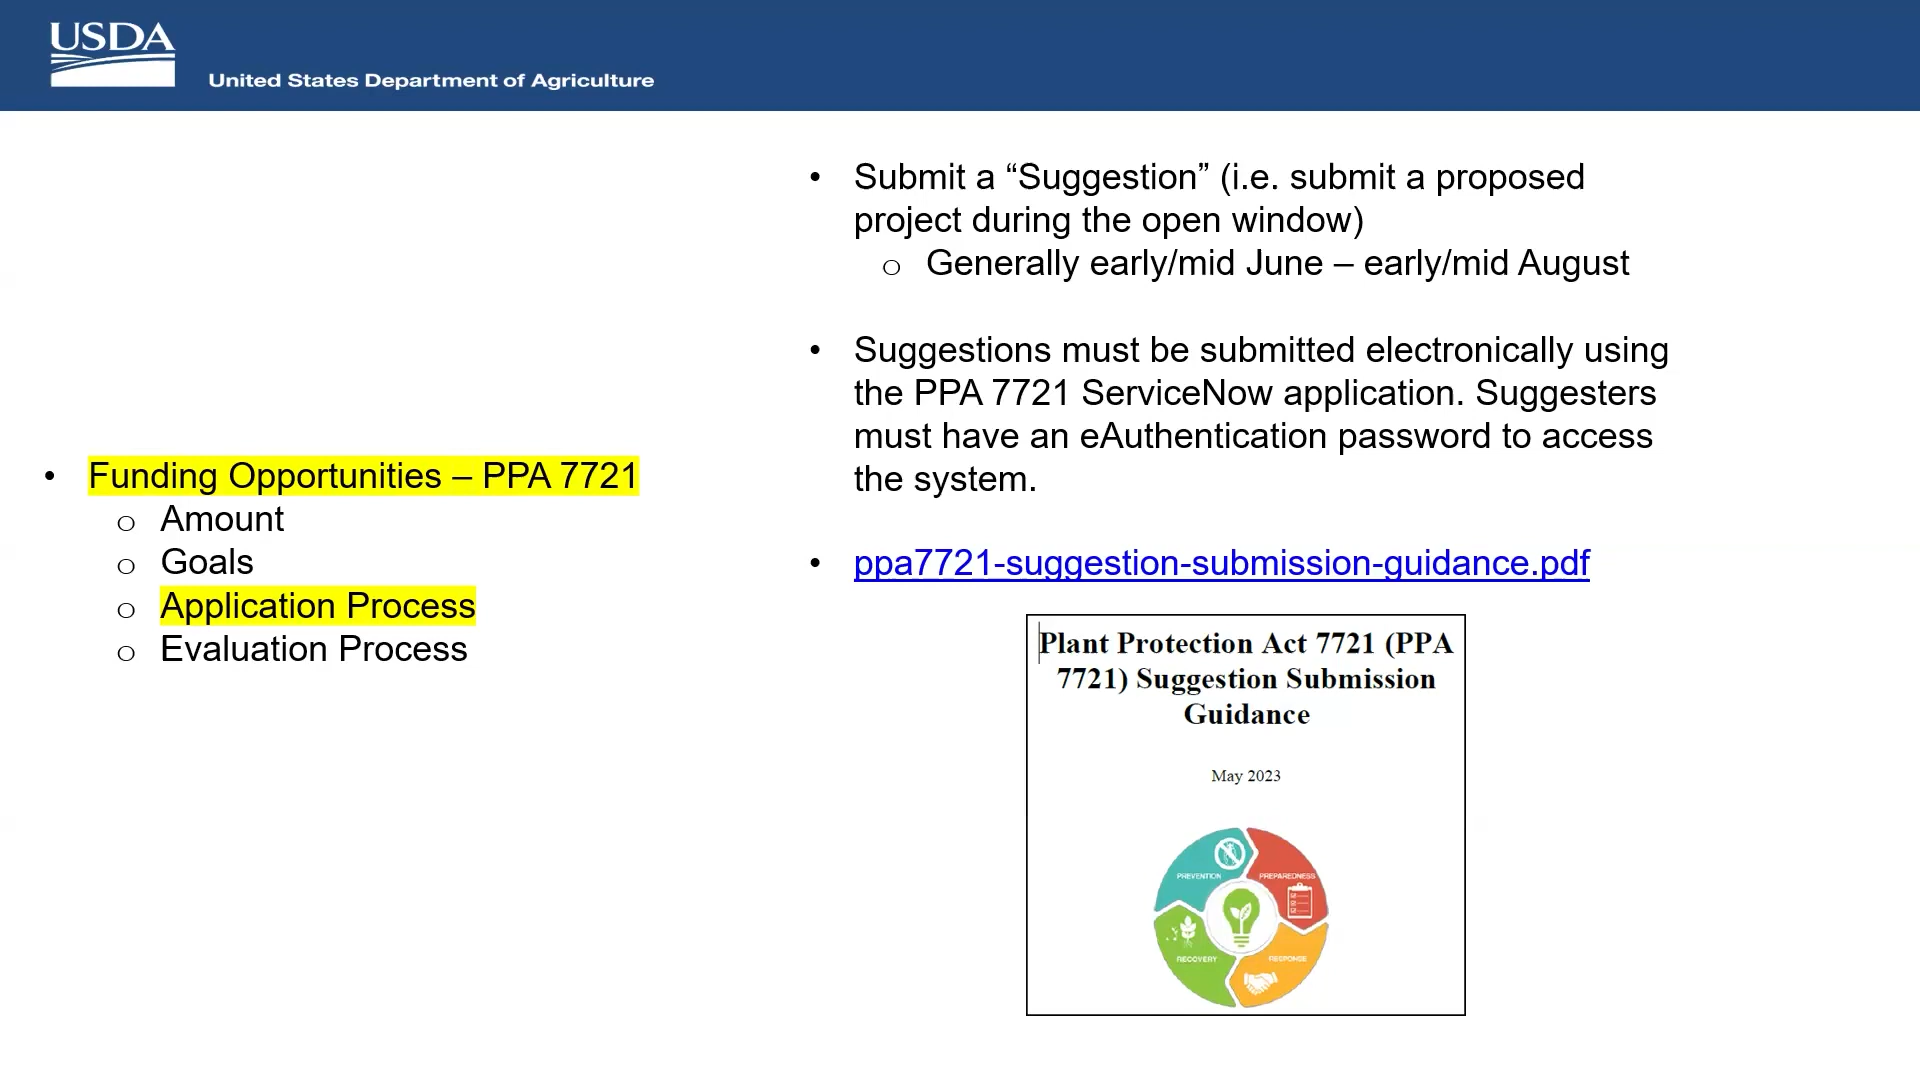 USDA
United States Department of Agriculture
• Funding Opportunities – PPA 7721
o Amount
o Goals
o Application Process
o Evaluation Process
• Submit a “Suggestion” (i.e. submit a proposed
project during the open window)
o Generally early/mid June – early/mid August
• Suggestions must be submitted electronically using
the PPA 7721 ServiceNow application. Suggesters
must have an eAuthentication password to access
the system.
• ppa7721-suggestion-submission-guidance.pdf
Plant Protection Act 7721 (PPA
7721) Suggestion Submission
Guidance
May 2023
PREVENTION
PREPAREDNESS
RECOVERY
RESPONSE